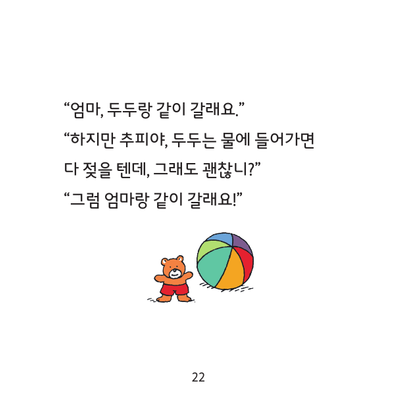 “엄마, 두두랑 같이 갈래요.”
“하지만 추피야, 두두는 물에 들어가면
다 젖을 텐데, 그래도 괜찮니?”
“그럼 엄마랑 같이 갈래요!”
22